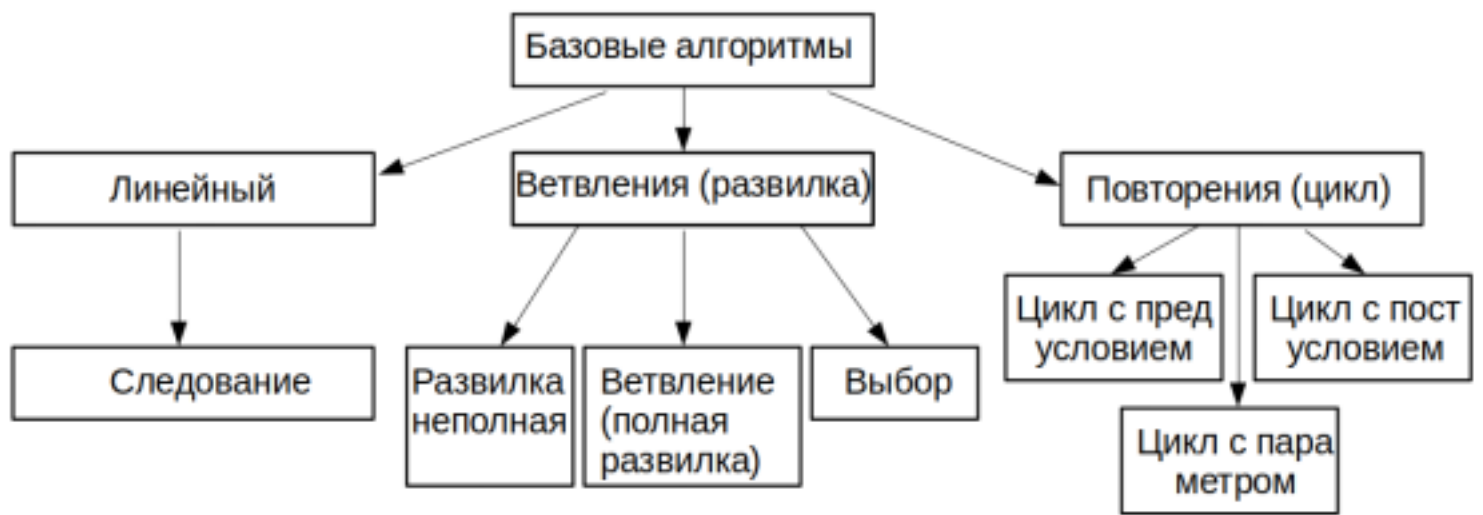 Базовые алгоритмы
Линейный
Ветвления (развилка)
Повторения (цикл)
Следование
Развилка
неполная
Ветвление
(полная
развилка)
Выбор
Цикл с пред
условием
Цикл с пост
условием
Цикл с пара
метром